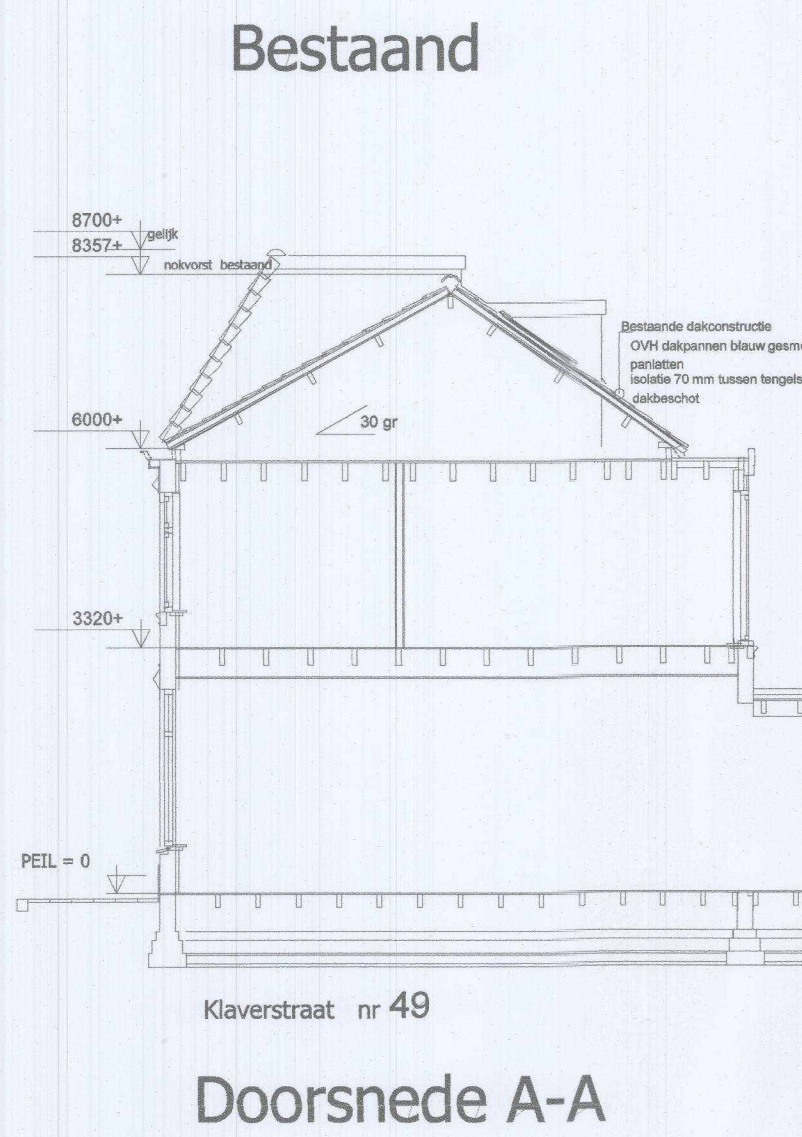 Bestaand
8700+
gelijk
8357+
nokvorst bestaand
Bestaande dakconstructie
OVH dakpannen blauw gesm
panlatten
isolatie 70 mm tussen tengels
dakbeschot
6000+
30 gr
3320+
PEIL = 0
Klaverstraat nr 49
Doorsnede A-A